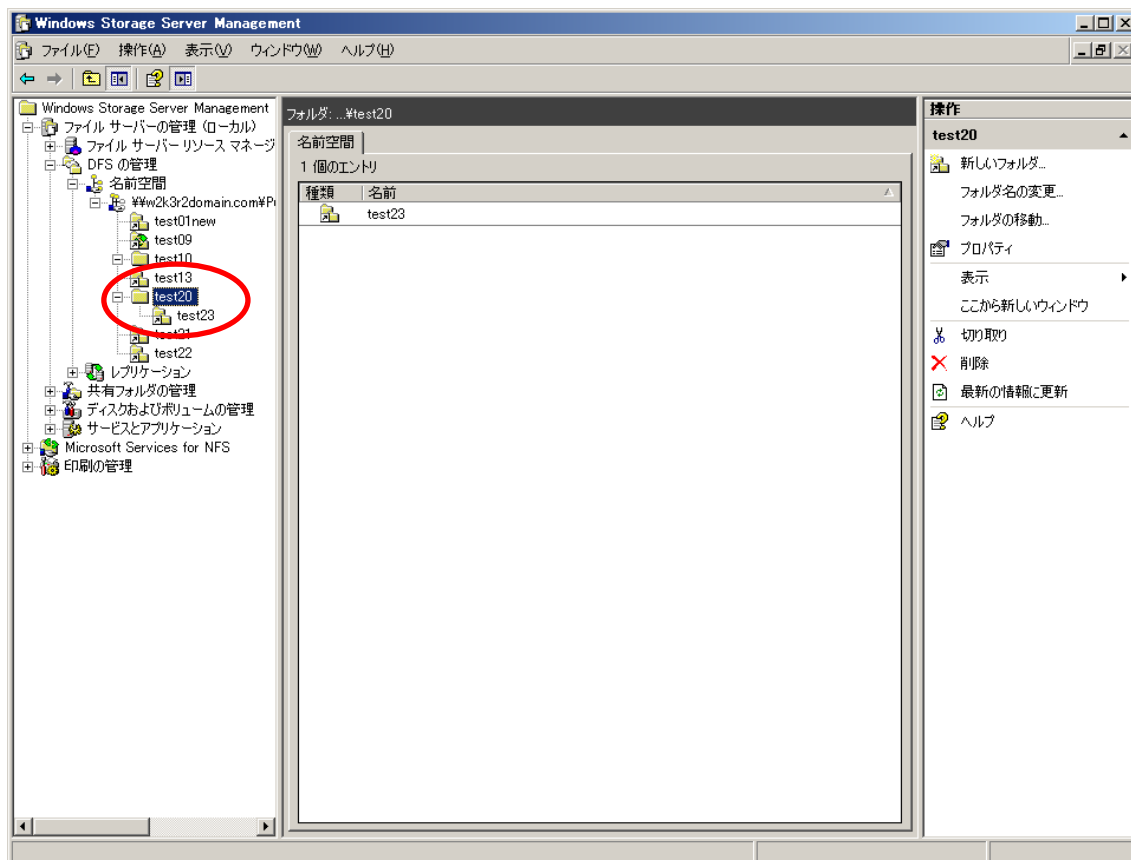 Windows Storage Server Management
ファイル(F) 操作(A) 表示(V) ウィンドウ(W) ヘルプ(H)
Windows Storage Server Management
ファイル サーバーの管理 (ローカル)
ファイル サーバー リソース マネージ
DFS の管理
名前空間
¥¥w2k3r2domain.com¥Pu
test01new
test09
test10
test13
test20
test23
test21
test22
レプリケーション
共有フォルダの管理
ディスクおよびボリュームの管理
サービスとアプリケーション
Microsoft Services for NFS
印刷の管理
フォルダ: ...¥test20
名前空間
1 個のエントリ
種類 名前
test23
操作
test20
新しいフォルダ...
フォルダ名の変更...
フォルダの移動...
プロパティ
表示
ここから新しいウィンドウ
切り取り
削除
最新の情報に更新
ヘルプ